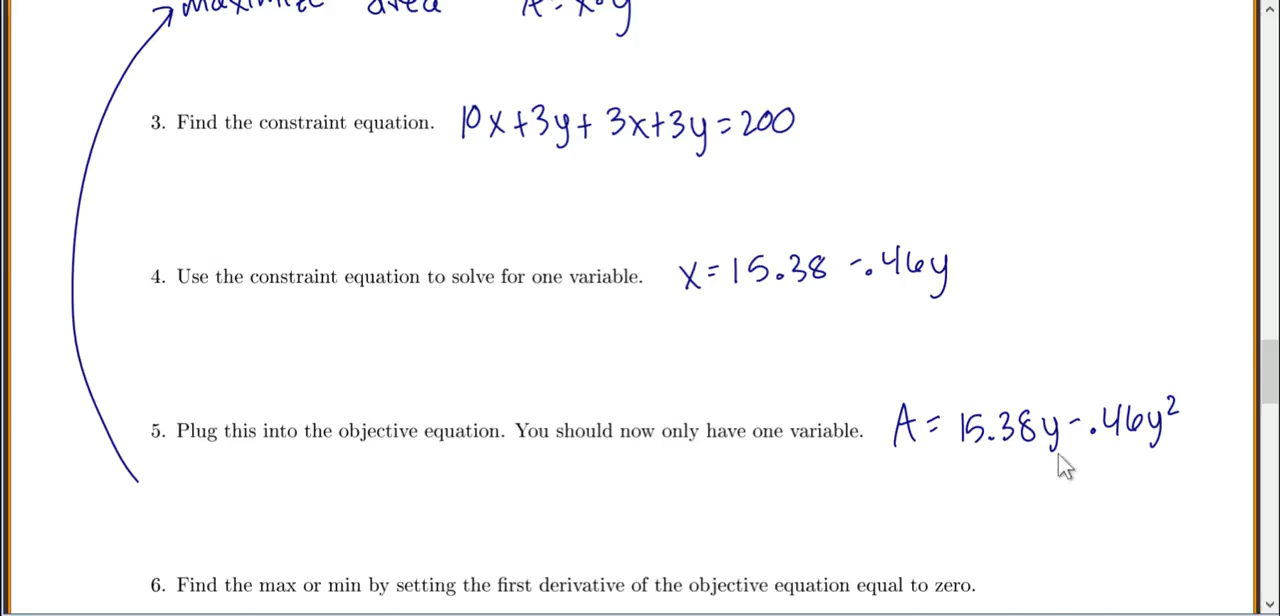 maximize area A = x·y
3. Find the constraint equation. 10x+3y+ 3x+3y=200
4. Use the constraint equation to solve for one variable. x=15.38 -.46y
5. Plug this into the objective equation. You should now only have one variable. A = 15.38y-.46y²
6. Find the max or min by setting the first derivative of the objective equation equal to zero.